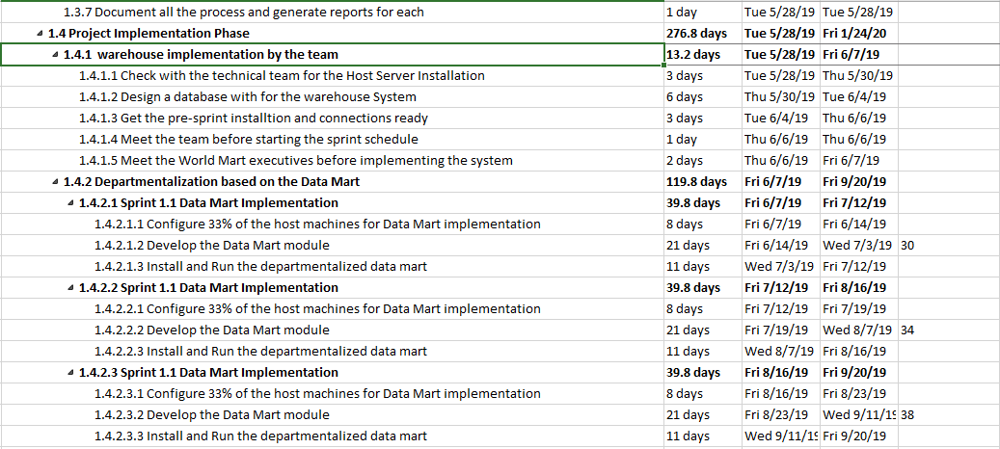 1.3.7 Document all the process and generate reports for each 1 day Tue 5/28/19 Tue 5/28/19
1.4 Project Implementation Phase 276.8 days Tue 5/28/19 Fri 1/24/20
1.4.1 warehouse implementation by the team 13.2 days Tue 5/28/19 Fri 6/7/19
1.4.1.1 Check with the technical team for the Host Server Installation 3 days Tue 5/28/19 Thu 5/30/19
1.4.1.2 Design a database with for the warehouse System 6 days Thu 5/30/19 Tue 6/4/19
1.4.1.3 Get the pre-sprint installtion and connections ready 3 days Tue 6/4/19 Thu 6/6/19
1.4.1.4 Meet the team before starting the sprint schedule 1 day Thu 6/6/19 Thu 6/6/19
1.4.1.5 Meet the World Mart executives before implementing the system 2 days Thu 6/6/19 Fri 6/7/19
1.4.2 Departmentalization based on the Data Mart 119.8 days Fri 6/7/19 Fri 9/20/19
1.4.2.1 Sprint 1.1 Data Mart Implementation 39.8 days Fri 6/7/19 Fri 7/12/19
1.4.2.1.1 Configure 33% of the host machines for Data Mart implementation 8 days Fri 6/7/19 Fri 6/14/19
1.4.2.1.2 Develop the Data Mart module 21 days Fri 6/14/19 Wed 7/3/19 30
1.4.2.1.3 Install and Run the departmentalized data mart 11 days Wed 7/3/19 Fri 7/12/19
1.4.2.2 Sprint 1.1 Data Mart Implementation 39.8 days Fri 7/12/19 Fri 8/16/19
1.4.2.2.1 Configure 33% of the host machines for Data Mart implementation 8 days Fri 7/12/19 Fri 7/19/19
1.4.2.2.2 Develop the Data Mart module 21 days Fri 7/19/19 Wed 8/7/19 34
1.4.2.2.3 Install and Run the departmentalized data mart 11 days Wed 8/7/19 Fri 8/16/19
1.4.2.3 Sprint 1.1 Data Mart Implementation 39.8 days Fri 8/16/19 Fri 9/20/19
1.4.2.3.1 Configure 33% of the host machines for Data Mart implementation 8 days Fri 8/16/19 Fri 8/23/19
1.4.2.3.2 Develop the Data Mart module 21 days Fri 8/23/19 Wed 9/11/19 38
1.4.2.3.3 Install and Run the departmentalized data mart 11 days Wed 9/11/19 Fri 9/20/19